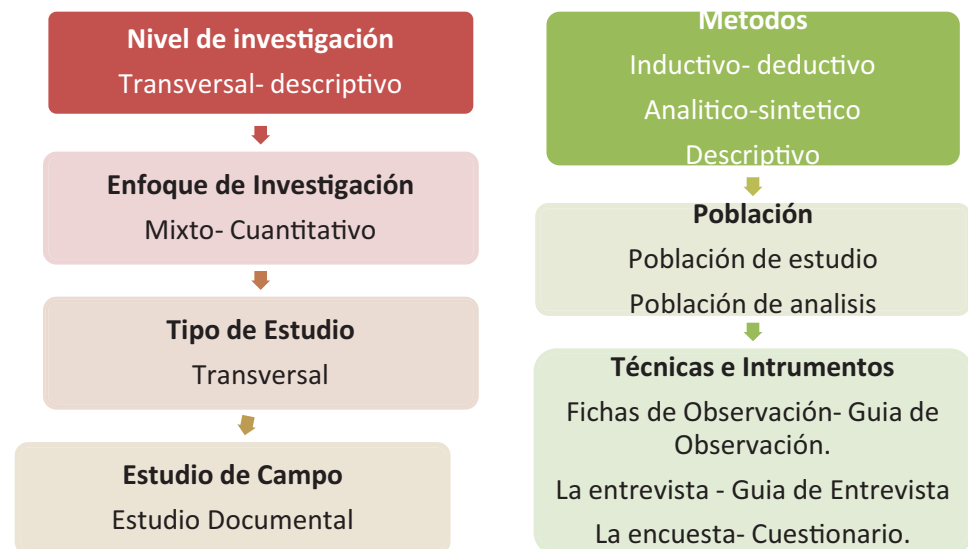 Nivel de investigación
Transversal- descriptivo
Enfoque de Investigación
Mixto- Cuantitativo
Tipo de Estudio
Transversal
Estudio de Campo
Estudio Documental
Metodos
Inductivo- deductivo
Analitico-sintetico
Descriptivo
Población
Población de estudio
Población de analisis
Técnicas e Intrumentos
Fichas de Observación- Guia de
Observación.
La entrevista - Guia de Entrevista
La encuesta- Cuestionario.